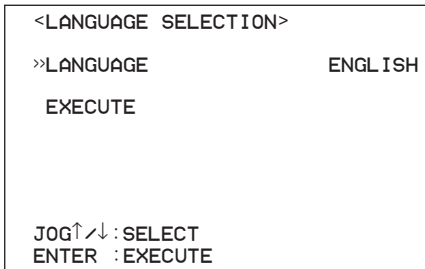 <LANGUAGE SELECTION>
»LANGUAGE ENGLISH
EXECUTE
JOG↑/↓:SELECT
ENTER :EXECUTE